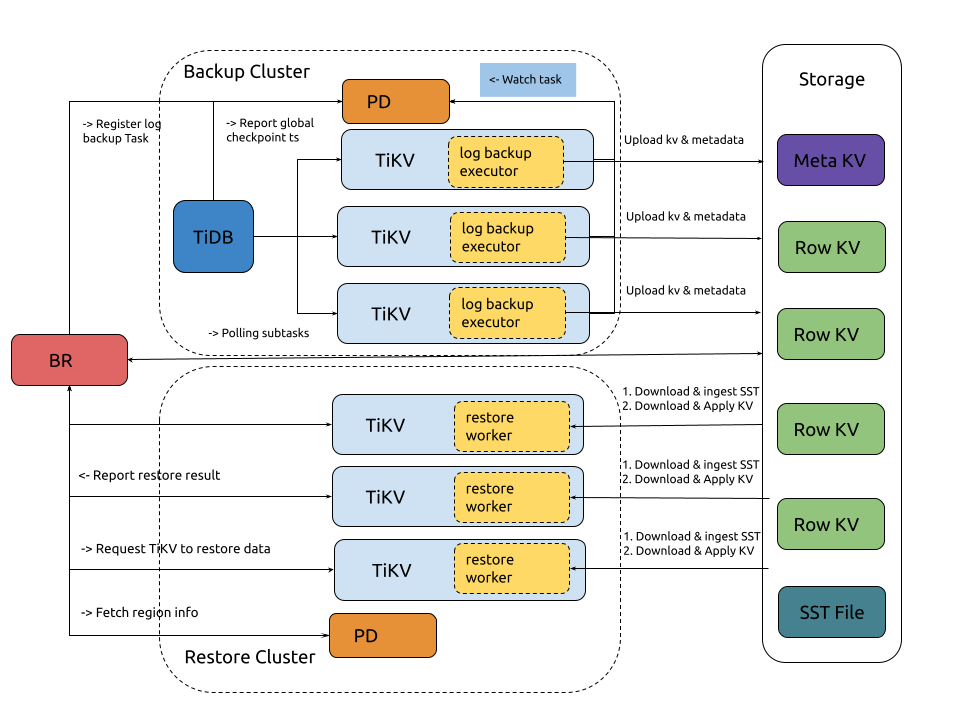 Backup Cluster
<- Watch task
Storage
PD
-> Register log
backup Task
-> Report global
checkpoint ts
TiKV
log backup
executor
Upload kv & metadata
Meta KV
TiDB
TiKV
log backup
executor
Upload kv & metadata
Row KV
TiKV
log backup
executor
Upload kv & metadata
-> Polling subtasks
Row KV
BR
TiKV
restore
worker
1. Download & ingest SST
2. Download & Apply KV
Row KV
<- Report restore result
TiKV
restore
worker
1. Download & ingest SST
2. Download & Apply KV
Row KV
-> Request TiKV to restore data
TiKV
restore
worker
1. Download & ingest SST
2. Download & Apply KV
-> Fetch region info
SST File
PD
Restore Cluster